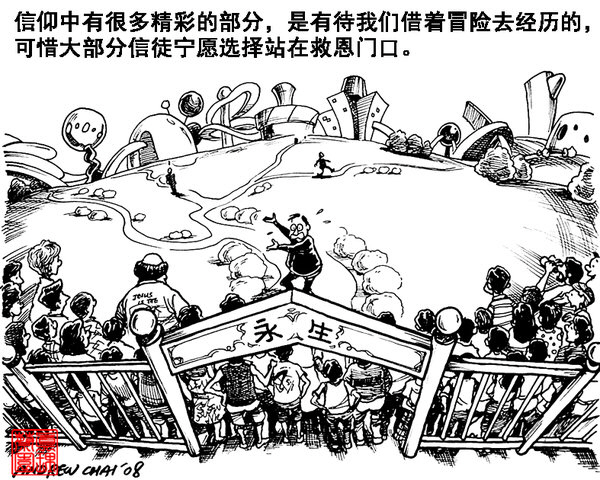 信仰中有很多精彩的部分，是有待我们借着冒险去经历的，
可惜大部分信徒宁愿选择站在救恩门口。
JESUS
永生
ANDREW CHAI '08